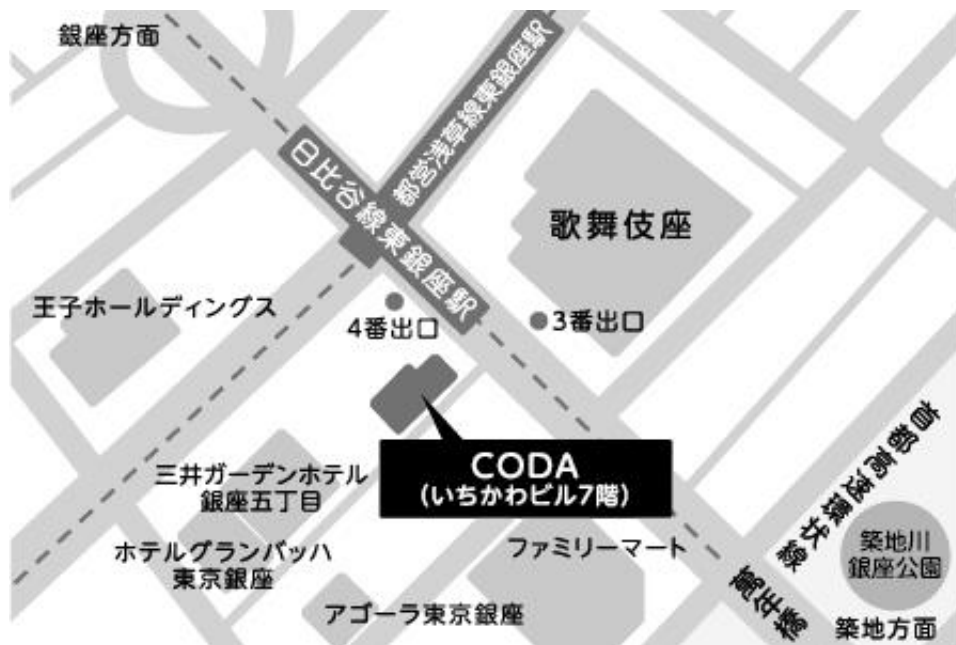 銀座方面
都営浅草線東銀座駅
日比谷線東銀座駅
歌舞伎座
王子ホールディングス
4番出口
3番出口
首都高速環状線
CODA
(いちかわビル7階)
三井ガーデンホテル
銀座五丁目
ホテルグランバッハ
東京銀座
ファミリーマート
築地川
銀座公園
萬年橋
アゴーラ東京銀座
築地方面